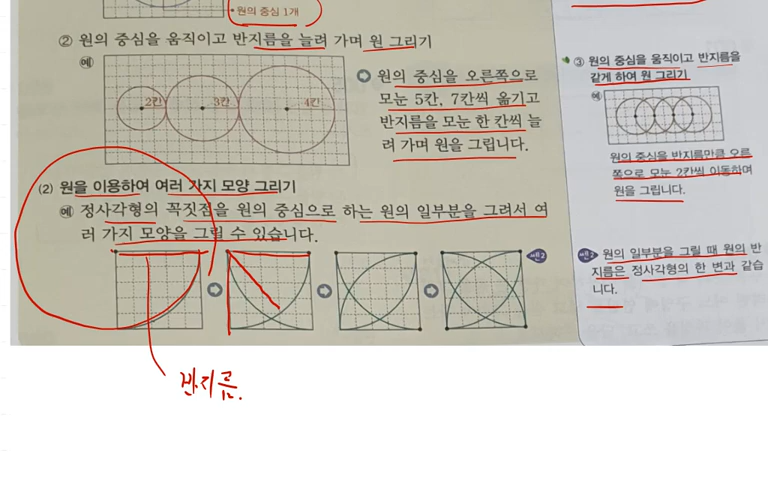 • 원의 중심 1개
② 원의 중심을 움직이고 반지름을 늘려 가며 원 그리기
예
2칸
3칸
4칸
원의 중심을 오른쪽으로
모눈 5칸, 7칸씩 옮기고
반지름을 모눈 한 칸씩 늘
려 가며 원을 그립니다.
(2) 원을 이용하여 여러 가지 모양 그리기
예 정사각형의 꼭짓점을 원의 중심으로 하는 원의 일부분을 그려서 여
러 가지 모양을 그릴 수 있습니다.
반지름.
③ 원의 중심을 움직이고 반지름을
같게 하여 원 그리기
예
원의 중심을 반지름만큼 오른
쪽으로 모눈 2칸씩 이동하며
원을 그립니다.
원의 일부분을 그릴 때 원의 반
지름은 정사각형의 한 변과 같습
니다.